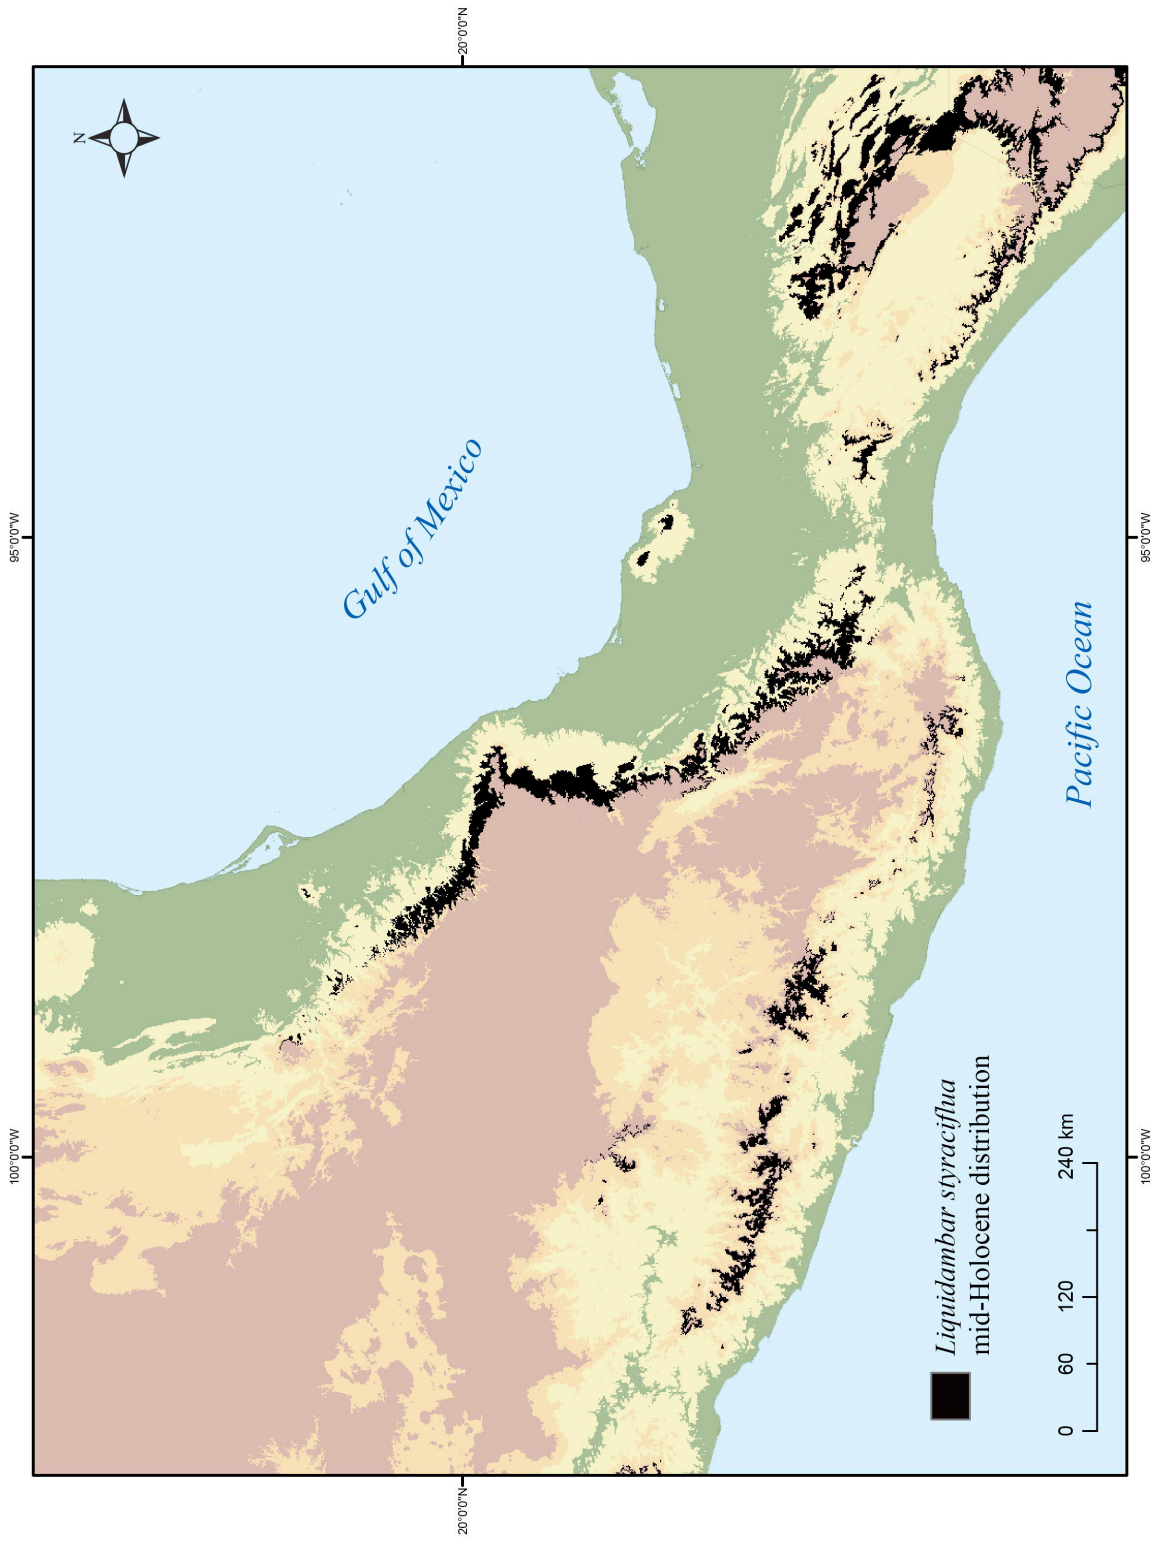 N
20°0'0"N
95°0'0"W
100°0'0"W
Gulf of Mexico
Pacific Ocean
Liquidambar styraciflua
mid-Holocene distribution
0 60 120 240 km
20°0'0"N
95°0'0"W
100°0'0"W